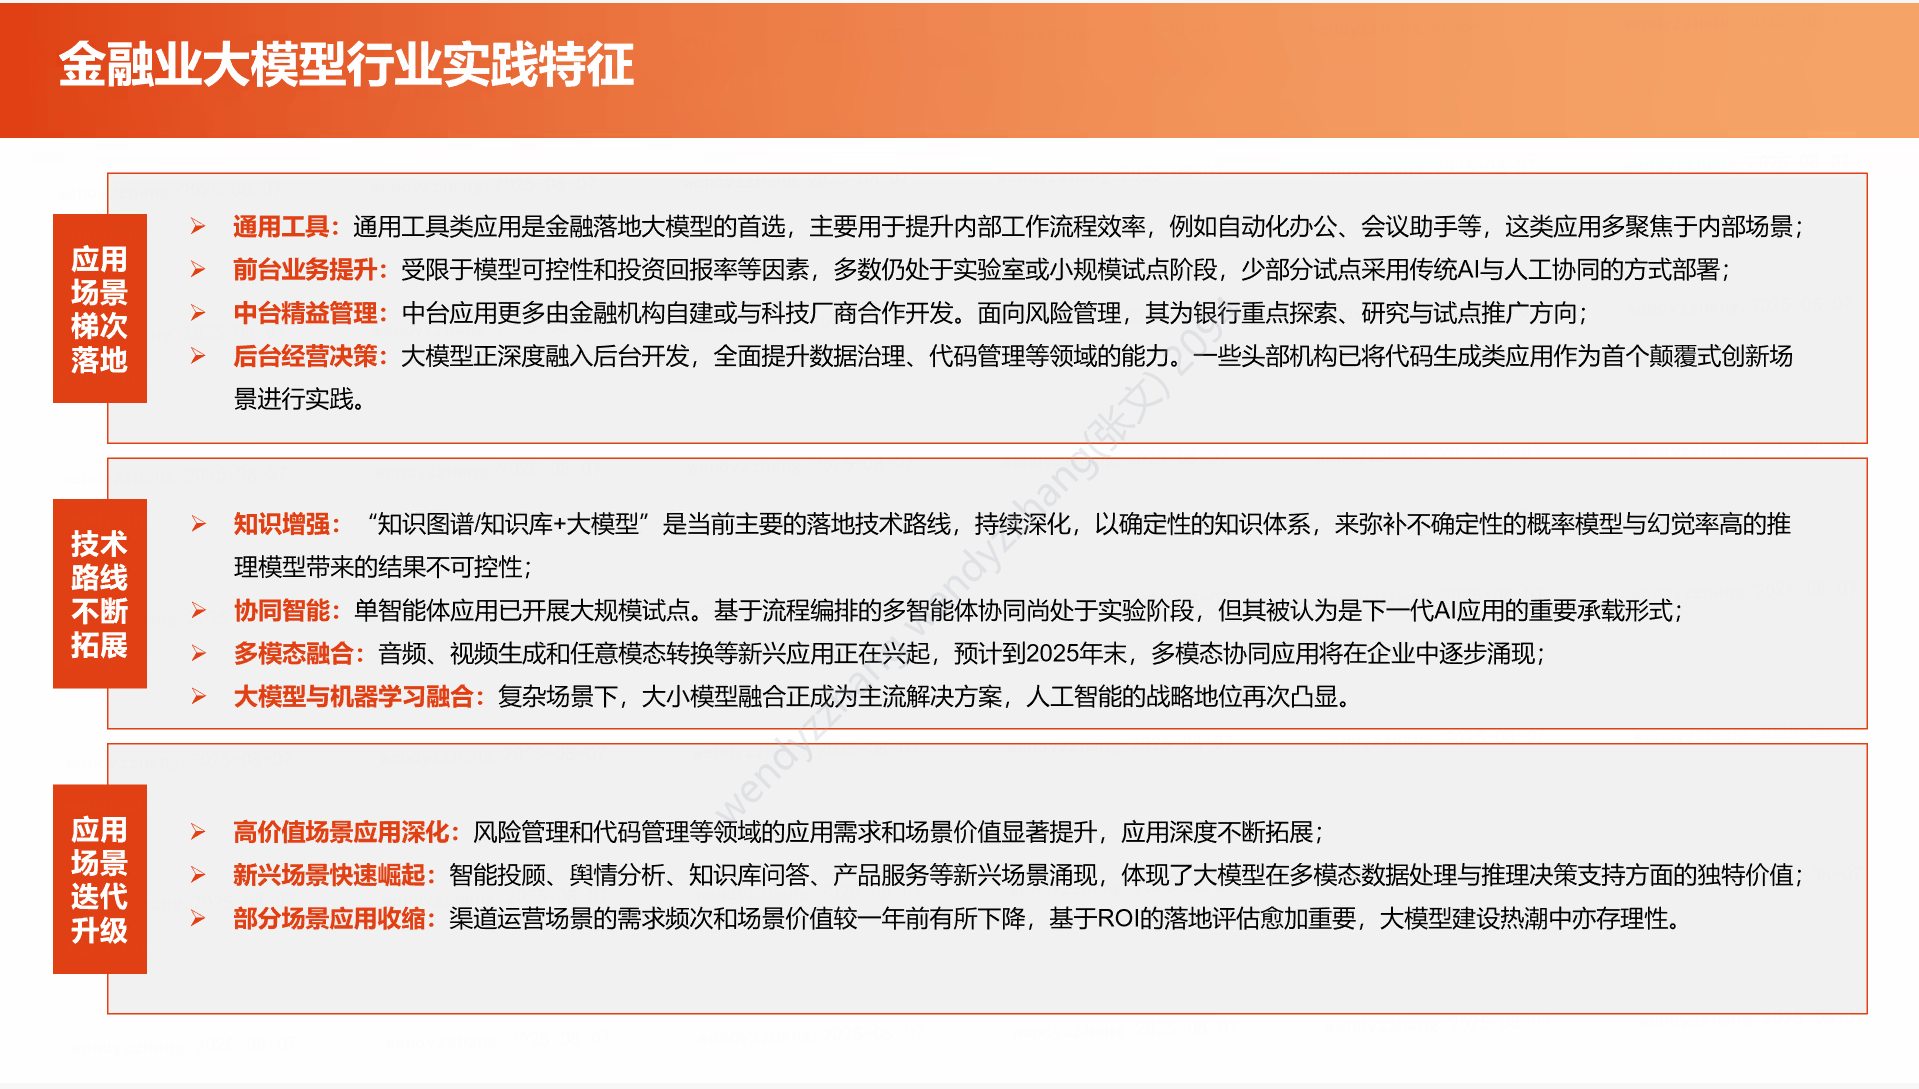 金融业大模型行业实践特征
应用
场景
梯次
落地
通用工具：通用工具类应用是金融落地大模型的首选，主要用于提升内部工作流程效率，例如自动化办公、会议助手等，这类应用多聚焦于内部场景；
前台业务提升：受限于模型可控性和投资回报率等因素，多数仍处于实验室或小规模试点阶段，少部分试点采用传统AI与人工协同的方式部署；
中台精益管理：中台应用更多由金融机构自建或与科技厂商合作开发。面向风险管理，其为银行重点探索、研究与试点推广方向；
后台经营决策：大模型正深度融入后台开发，全面提升数据治理、代码管理等领域的能力。一些头部机构已将代码生成类应用作为首个颠覆式创新场
景进行实践。
技术
路线
不断
拓展
知识增强：“知识图谱/知识库+大模型”是当前主要的落地技术路线，持续深化，以确定性的知识体系，来弥补不确定性的概率模型与幻觉率高的推
理模型带来的结果不可控性；
协同智能：单智能体应用已开展大规模试点。基于流程编排的多智能体协同尚处于实验阶段，但其被认为是下一代AI应用的重要承载形式；
多模态融合：音频、视频生成和任意模态转换等新兴应用正在兴起，预计到2025年末，多模态协同应用将在企业中逐步涌现；
大模型与机器学习融合：复杂场景下，大小模型融合正成为主流解决方案，人工智能的战略地位再次凸显。
应用
场景
迭代
升级
高价值场景应用深化：风险管理和代码管理等领域的应用需求和场景价值显著提升，应用深度不断拓展；
新兴场景快速崛起：智能投顾、舆情分析、知识库问答、产品服务等新兴场景涌现，体现了大模型在多模态数据处理与推理决策支持方面的独特价值；
部分场景应用收缩：渠道运营场景的需求频次和场景价值较一年前有所下降，基于ROI的落地评估愈加重要，大模型建设热潮中亦存理性。
wendyzzhang wendyzzhang(张文)